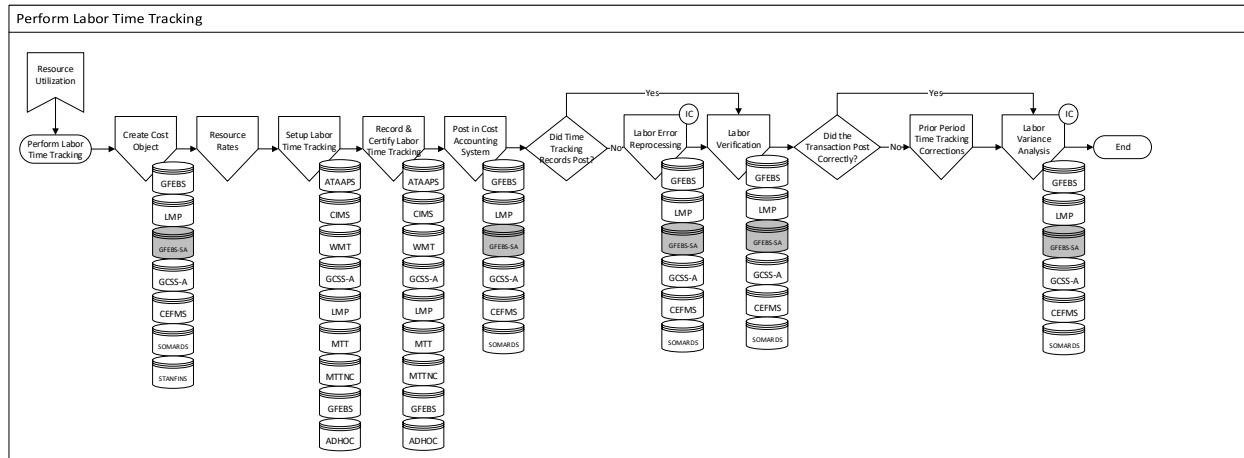 Perform Labor Time Tracking
Resource
Utilization
Perform Labor
Time Tracking
Create Cost
Object
GFEBS
LMP
GFEBS-SA
GCSS-A
CEFMS
SOMARDS
STANFINS
Resource
Rates
Setup Labor
Time Tracking
ATAAPS
CIMS
WMT
GCSS-A
LMP
MTT
MTTNC
GFEBS
ADHOC
Record &
Certify Labor
Time Tracking
ATAAPS
CIMS
WMT
GCSS-A
LMP
MTT
MTTNC
GFEBS
ADHOC
Post in Cost
Accounting
System
GFEBS
LMP
GFEBS-SA
GCSS-A
CEFMS
SOMARDS
Did Time
Tracking
Records Post?
Yes
No
IC
Labor Error
Reprocessing
GFEBS
LMP
GFEBS-SA
GCSS-A
CEFMS
SOMARDS
Labor
Verification
GFEBS
LMP
GFEBS-SA
GCSS-A
CEFMS
SOMARDS
Did the
Transaction Post
Correctly?
Yes
No
Prior Period
Time Tracking
Corrections
IC
Labor
Variance
Analysis
GFEBS
LMP
GFEBS-SA
GCSS-A
CEFMS
SOMARDS
End